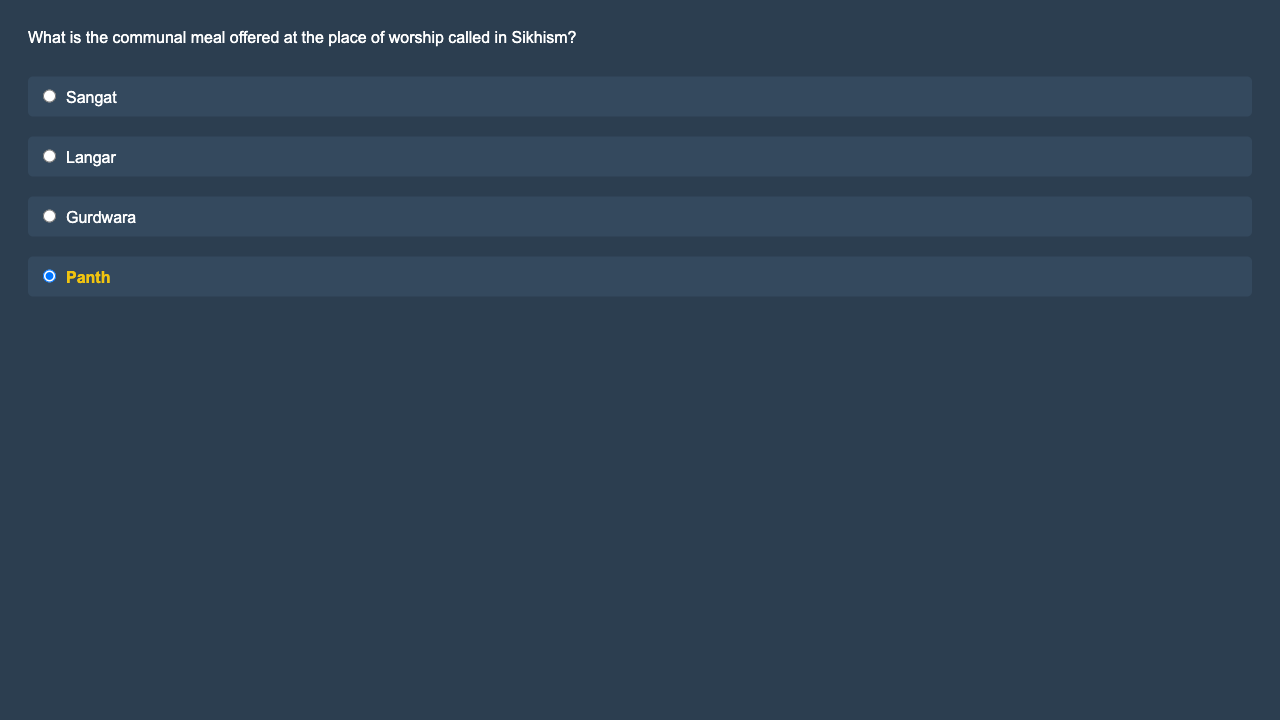 What is the communal meal offered at the place of worship called in Sikhism?
Sangat
Langar
Gurdwara
Panth